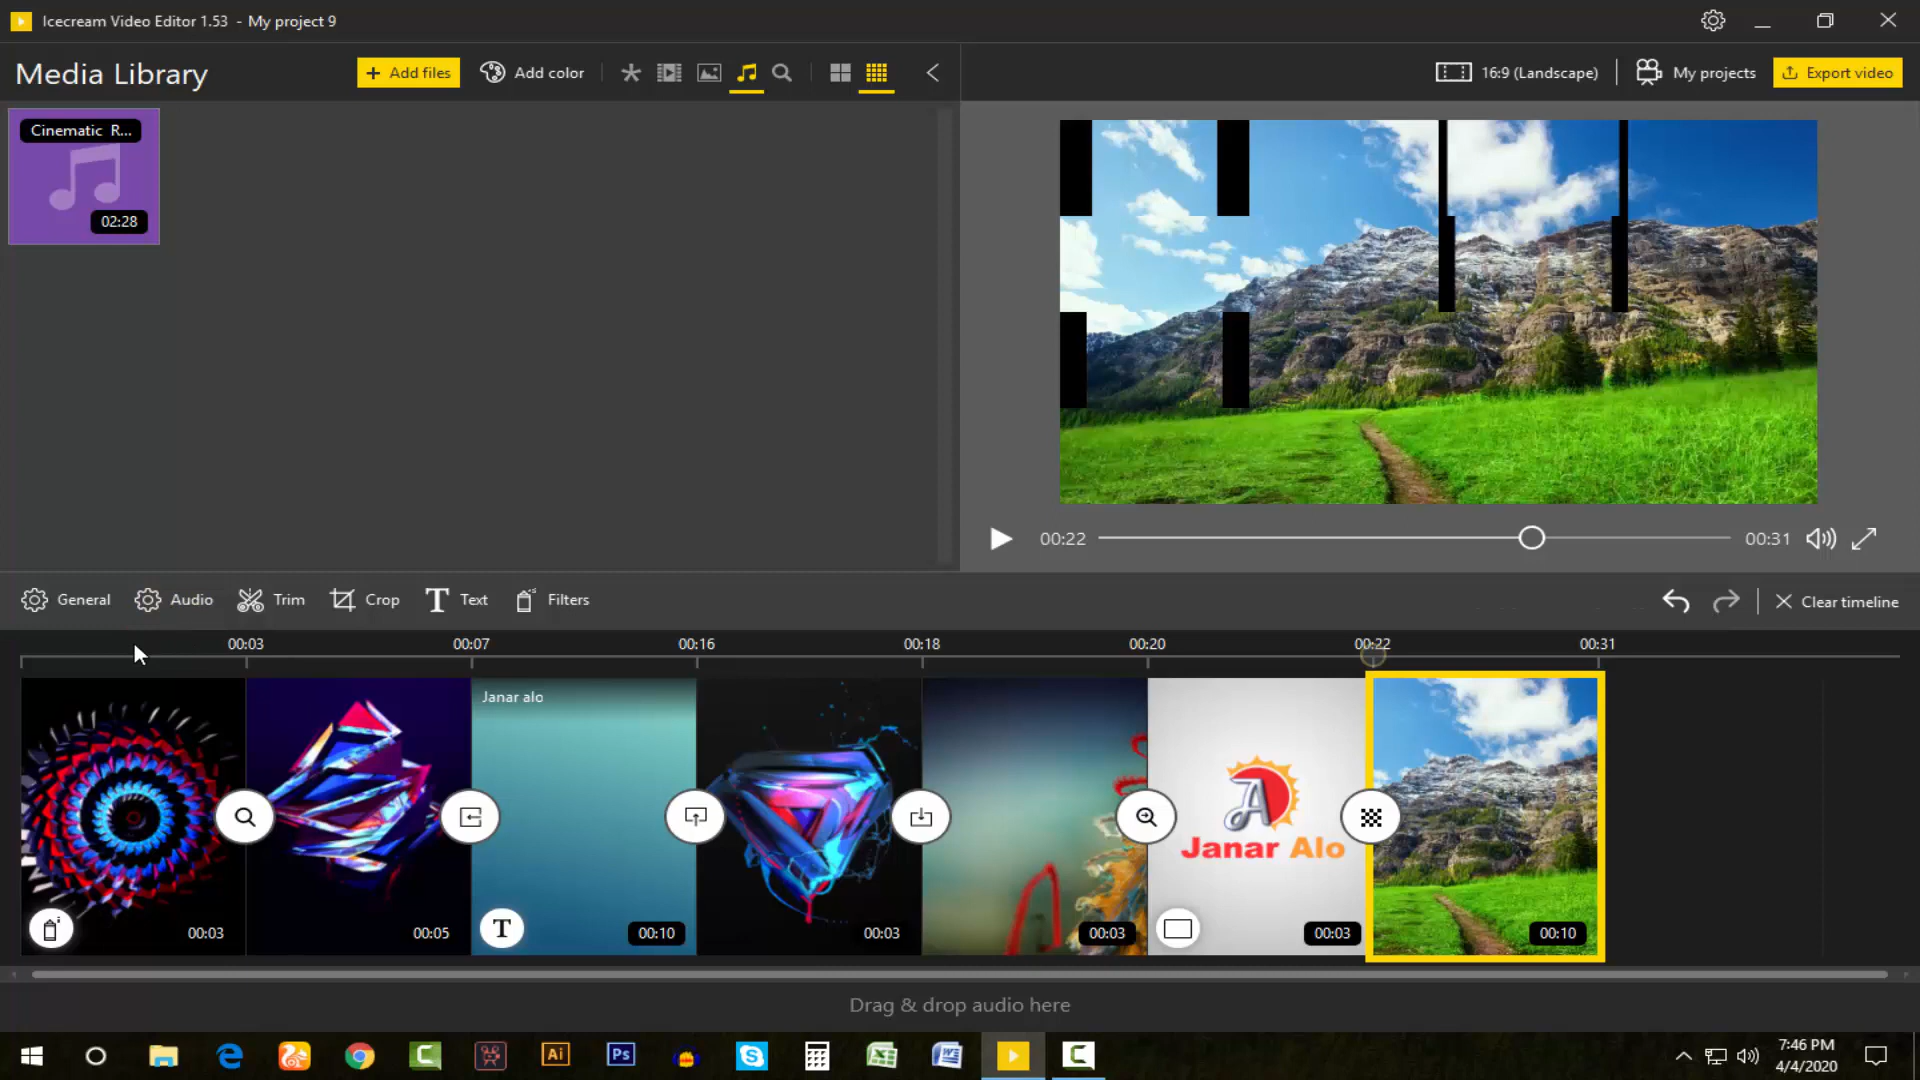 Icecream Video Editor 1.53 - My project 9
Media Library
+ Add files
Add color
16:9 (Landscape)
My projects
Export video
Cinematic R...
02:28
00:22
00:31
General
Audio
Trim
Crop
T Text
Filters
Clear timeline
00:03
00:07
00:16
00:18
00:20
00:22
00:31
Janar alo
A
Janar Alo
T
00:03
00:05
00:10
00:03
00:03
00:03
00:10
Drag & drop audio here
Ai
Ps
7:46 PM
4/4/2020